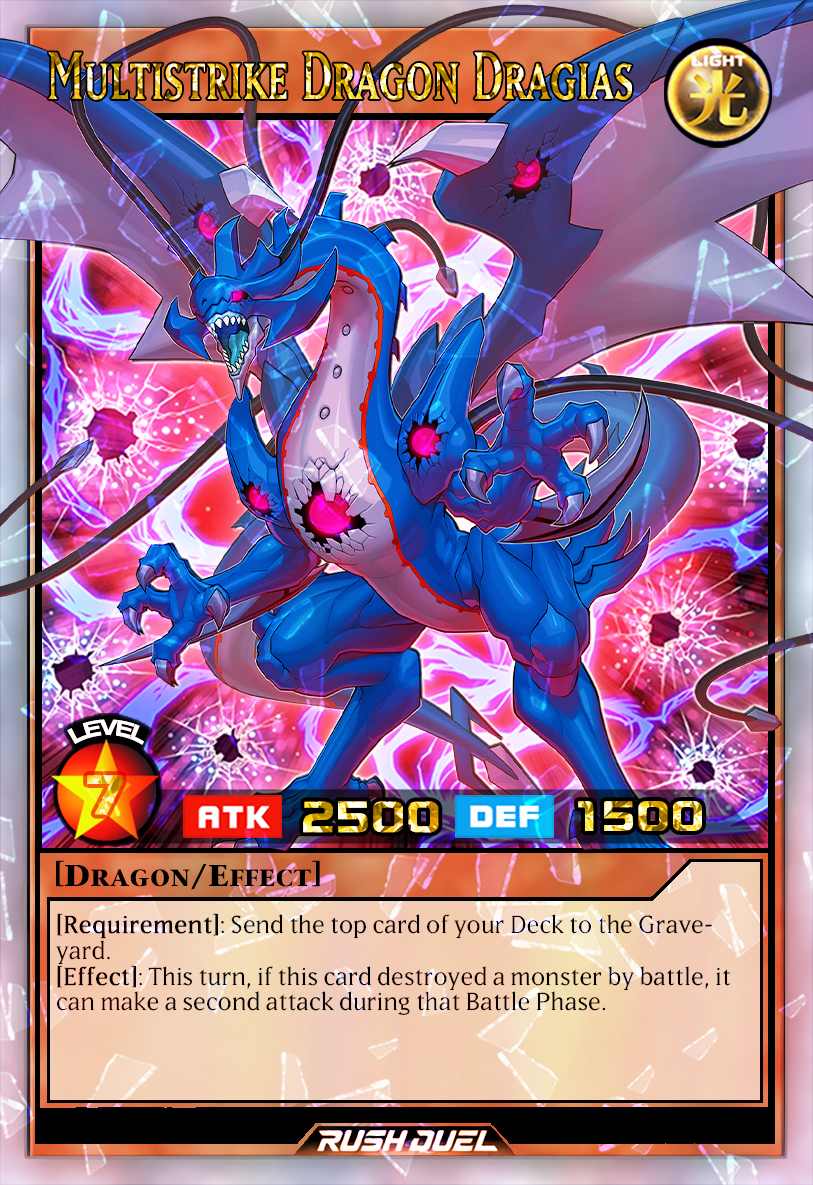 MULTISTRIKE DRAGON DRAGIAS
LIGHT
光
LEVEL
7
ATK 2500 DEF 1500
[DRAGON/EFFECT]
[Requirement]: Send the top card of your Deck to the Grave-
yard.
[Effect]: This turn, if this card destroyed a monster by battle, it
can make a second attack during that Battle Phase.
RUSH DUEL